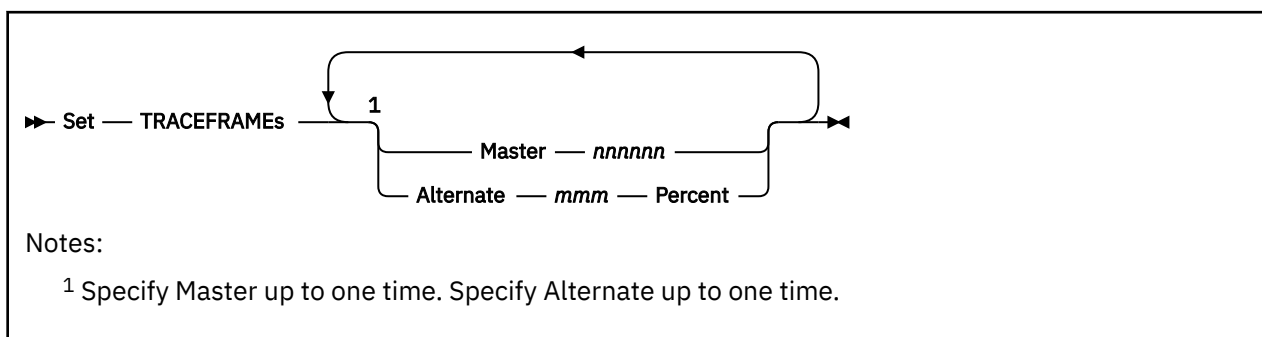 1
Set TRACEFRAMEs
Master nnnnnn
Alternate mmm Percent
Notes:
1 Specify Master up to one time. Specify Alternate up to one time.